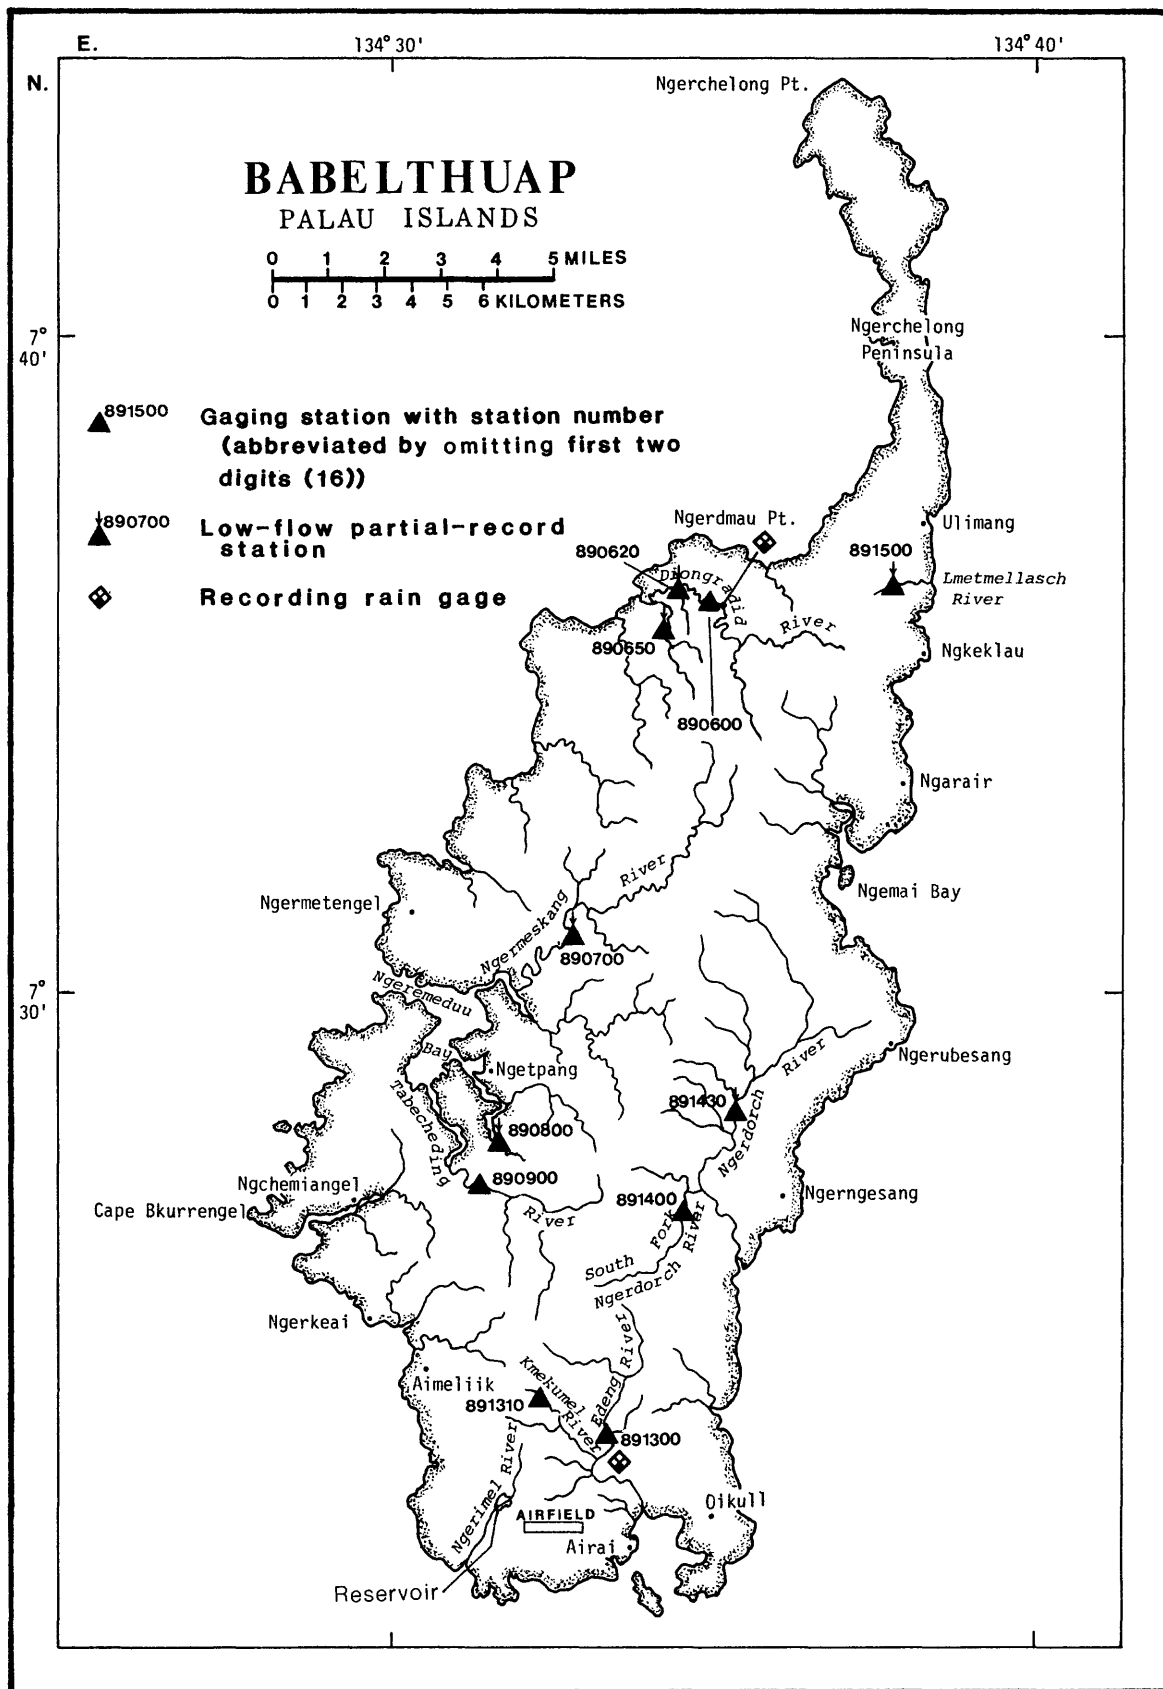 E.
134° 30'
134° 40'
N.
Ngerchelong Pt.
BABELTHUAP
PALAU ISLANDS
0 1 2 3 4 5 MILES
0 1 2 3 4 5 6 KILOMETERS
7°
40'
Ngerchelong
Peninsula
891500
Gaging station with station number
(abbreviated by omitting first two
digits (16))
890700
Low-flow partial-record
station
Recording rain gage
Ngerdmau Pt.
Ulimang
890620
891500
Diongradid
River
Lmetmellasch
River
890650
Ngkeklau
890600
Ngarair
River
Ngermetengel
Ngemai Bay
Ngermeskang
890700
Ngeremeduu
Bay
7°
30'
River
Ngerubesang
Ngetpang
Tabecheding
891430
Ngerdorch
890800
890900
Ngchemiangel
Cape Bkurrengel
River
891400
Ngerngesang
South Fork
Ngerdorch River
Ngerkeai
Edeng River
Kmekumel
River
Aimeliik
891310
891300
Ngerimel River
Oikull
AIRFIELD
Airai
Reservoir